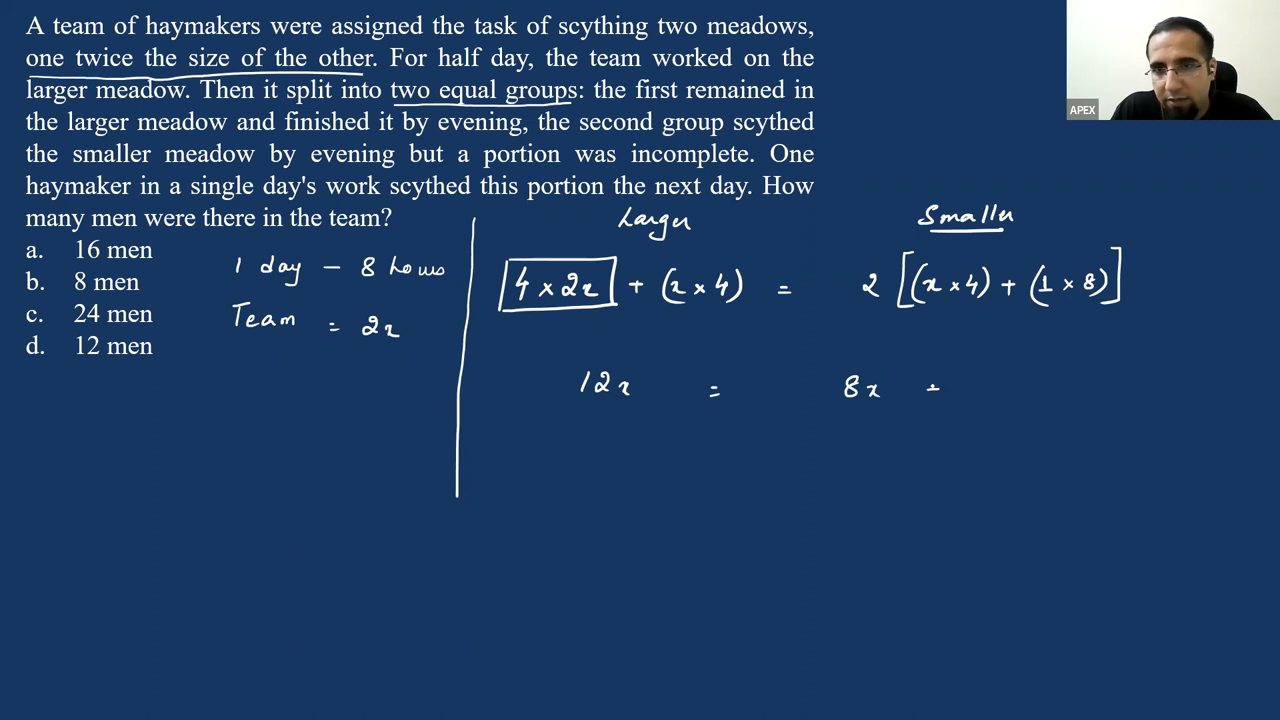 A team of haymakers were assigned the task of scything two meadows,
one twice the size of the other. For half day, the team worked on the
larger meadow. Then it split into two equal groups: the first remained in
the larger meadow and finished it by evening, the second group scythed
the smaller meadow by evening but a portion was incomplete. One
haymaker in a single day's work scythed this portion the next day. How
many men were there in the team?
a. 16 men
b. 8 men
c. 24 men
d. 12 men
1 day - 8 hours
Team = 2x
Larger
Smaller
4 × 2x + (x × 4) = 2 [(x × 4) + (1 × 8)]
12x = 8x +
APEX